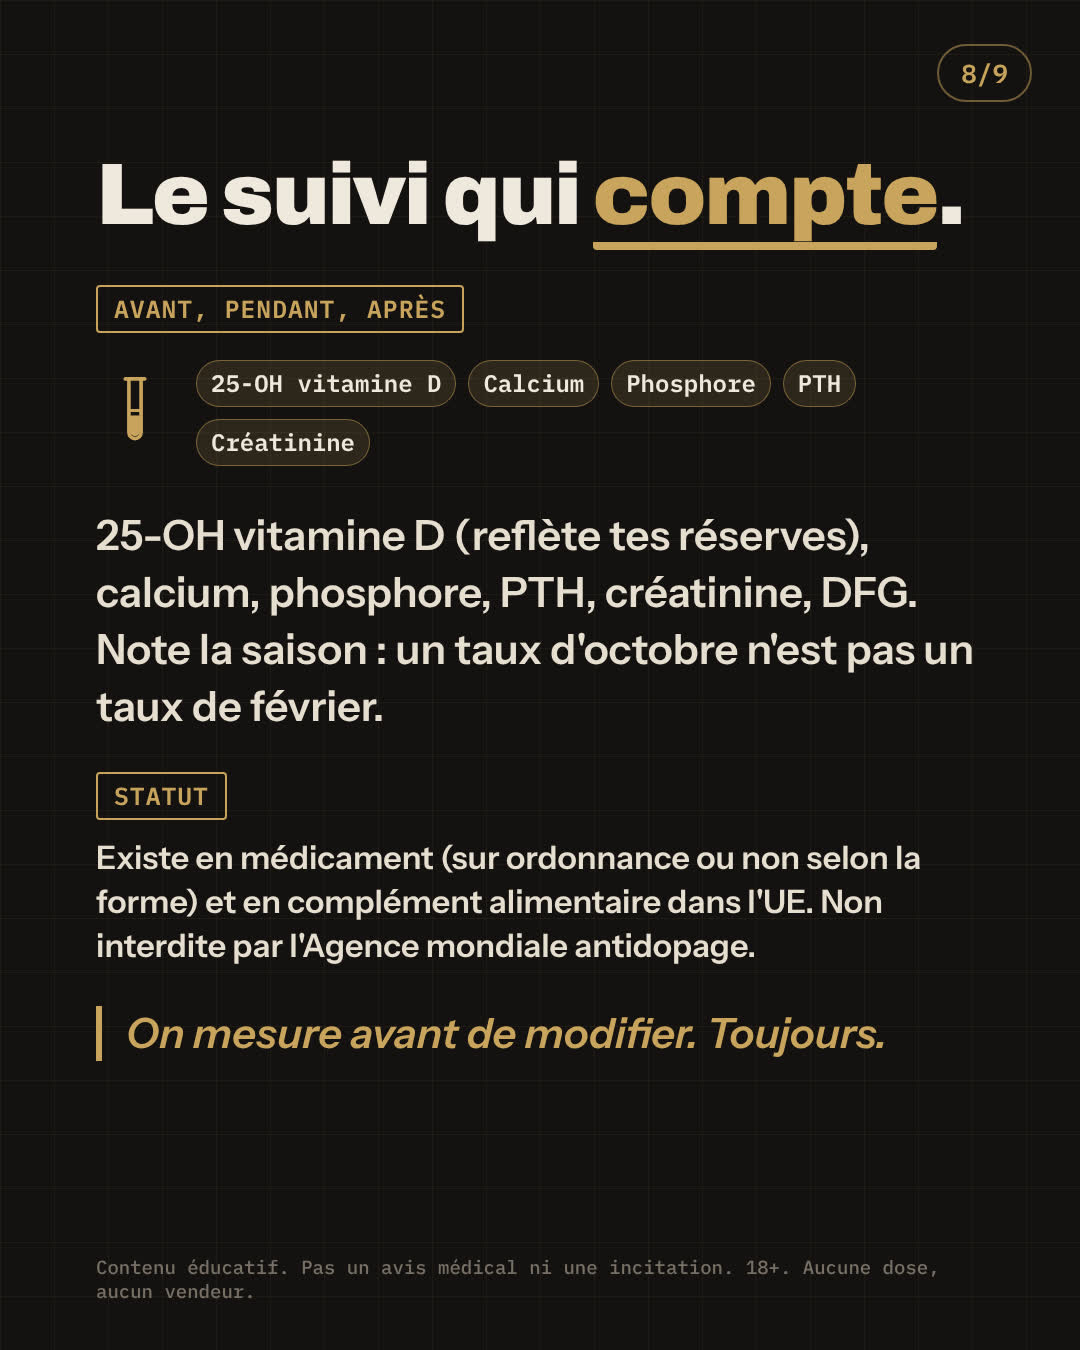 8/9
Le suivi qui compte.
AVANT, PENDANT, APRÈS
25-OH vitamine D Calcium Phosphore PTH
Créatinine
25-OH vitamine D (reflète tes réserves),
calcium, phosphore, PTH, créatinine, DFG.
Note la saison : un taux d'octobre n'est pas un
taux de février.
STATUT
Existe en médicament (sur ordonnance ou non selon la
forme) et en complément alimentaire dans l'UE. Non
interdite par l'Agence mondiale antidopage.
On mesure avant de modifier. Toujours.
Contenu éducatif. Pas un avis médical ni une incitation. 18+. Aucune dose,
aucun vendeur.